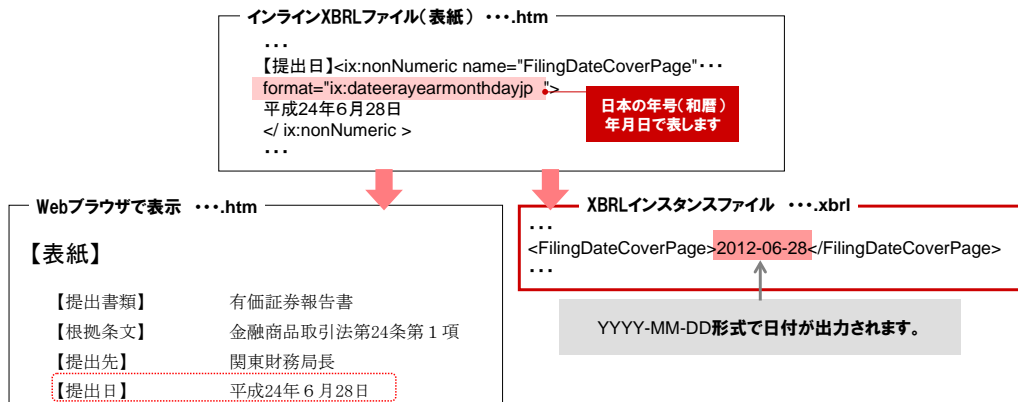 インラインXBRLファイル(表紙) ･･･.htm
･･･
【提出日】<ix:nonNumeric name="FilingDateCoverPage"･･･
format="ix:dateerayearmonthdayjp ">
平成24年6月28日
</ ix:nonNumeric >
･･･
日本の年号(和暦)
年月日で表します
Webブラウザで表示 ･･･.htm
【表紙】
【提出書類】 有価証券報告書
【根拠条文】 金融商品取引法第24条第１項
【提出先】 関東財務局長
【提出日】 平成24年６月28日
XBRLインスタンスファイル ･･･.xbrl
･･･
<FilingDateCoverPage>2012-06-28</FilingDateCoverPage>
･･･
YYYY-MM-DD形式で日付が出力されます。